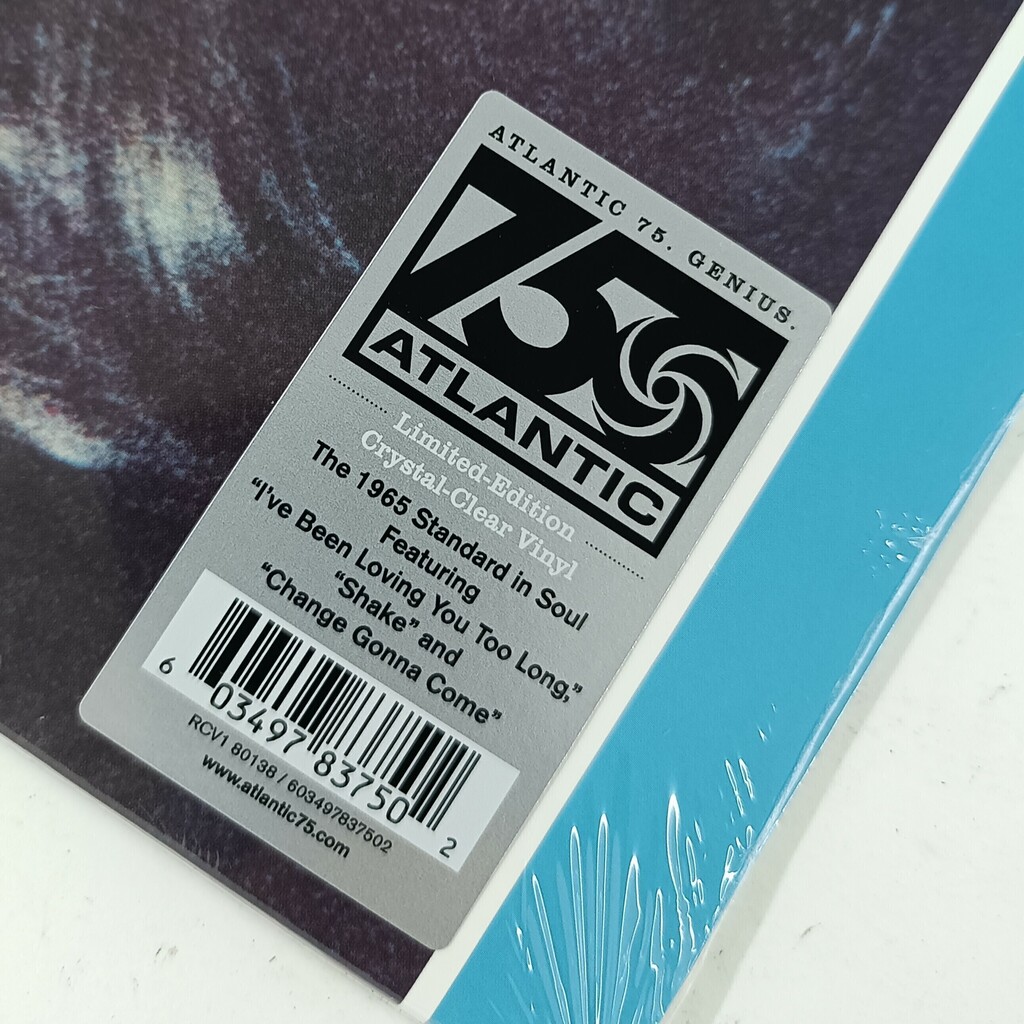 ATLANTIC 75. GENIUS.
75
ATLANTIC
Limited-Edition
Crystal-Clear Vinyl
The 1965 Standard in Soul
Featuring
“I’ve Been Loving You Too Long,”
“Shake” and
“Change Gonna Come”
6 03497 83750 2
RCV1 80138 / 603497837502
www.atlantic75.com